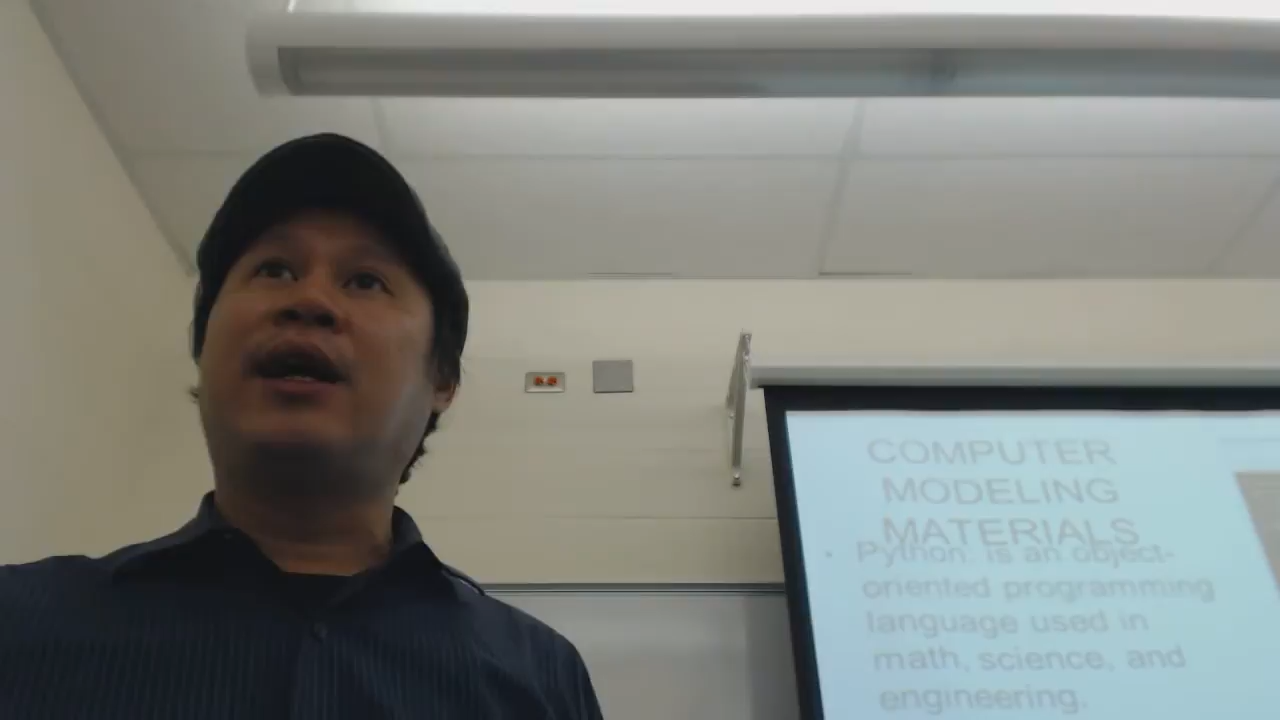 COMPUTER
MODELING
MATERIALS
• Python: is an object-
oriented programming
language used in
math, science, and
engineering.